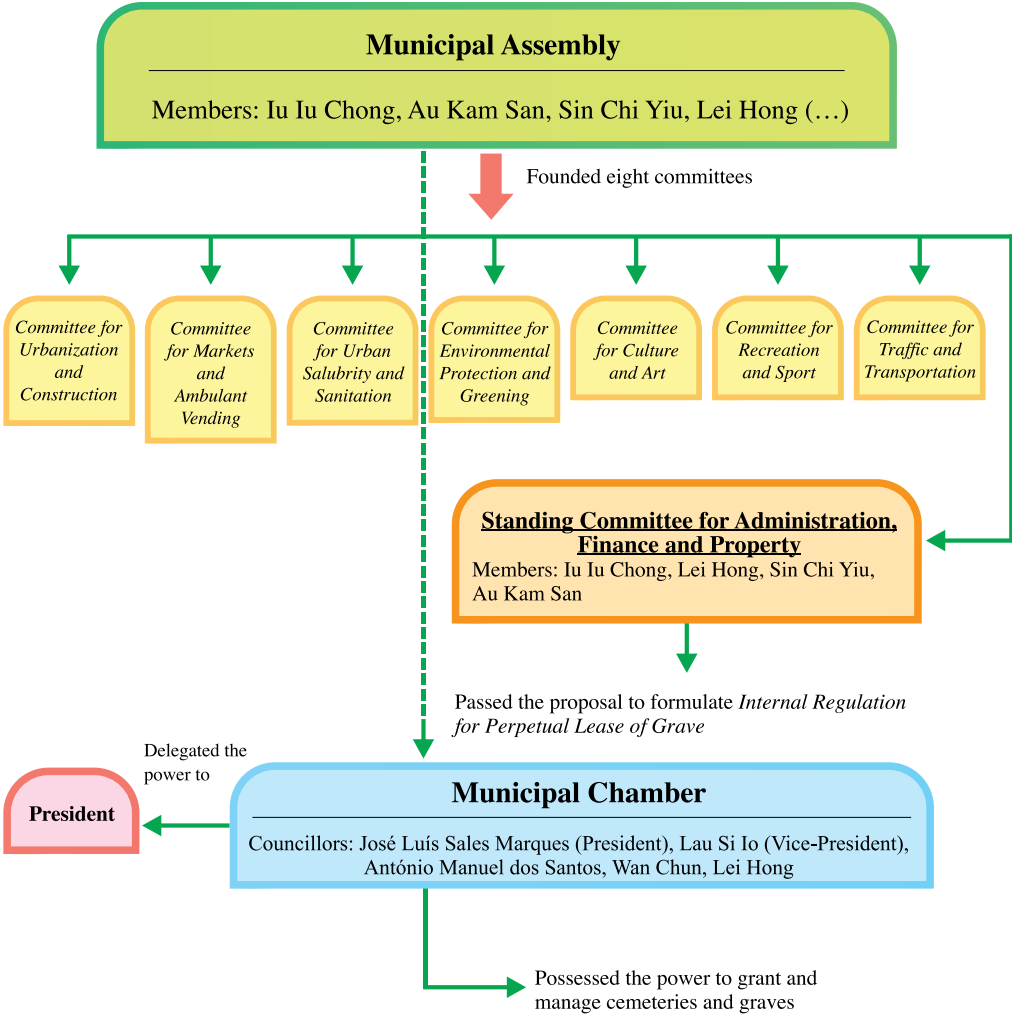 Municipal Assembly
Members: Iu Iu Chong, Au Kam San, Sin Chi Yiu, Lei Hong (…)
Founded eight committees
Committee for
Urbanization
and
Construction
Committee
for Markets
and
Ambulant
Vending
Committee
for Urban
Salubrity and
Sanitation
Committee for
Environmental
Protection and
Greening
Committee
for Culture
and Art
Committee for
Recreation
and Sport
Committee for
Traffic and
Transportation
Standing Committee for Administration,
Finance and Property
Members: Iu Iu Chong, Lei Hong, Sin Chi Yiu,
Au Kam San
Passed the proposal to formulate Internal Regulation
for Perpetual Lease of Grave
Delegated the
power to
President
Municipal Chamber
Councillors: José Luís Sales Marques (President), Lau Si Io (Vice-President),
António Manuel dos Santos, Wan Chun, Lei Hong
Possessed the power to grant and
manage cemeteries and graves